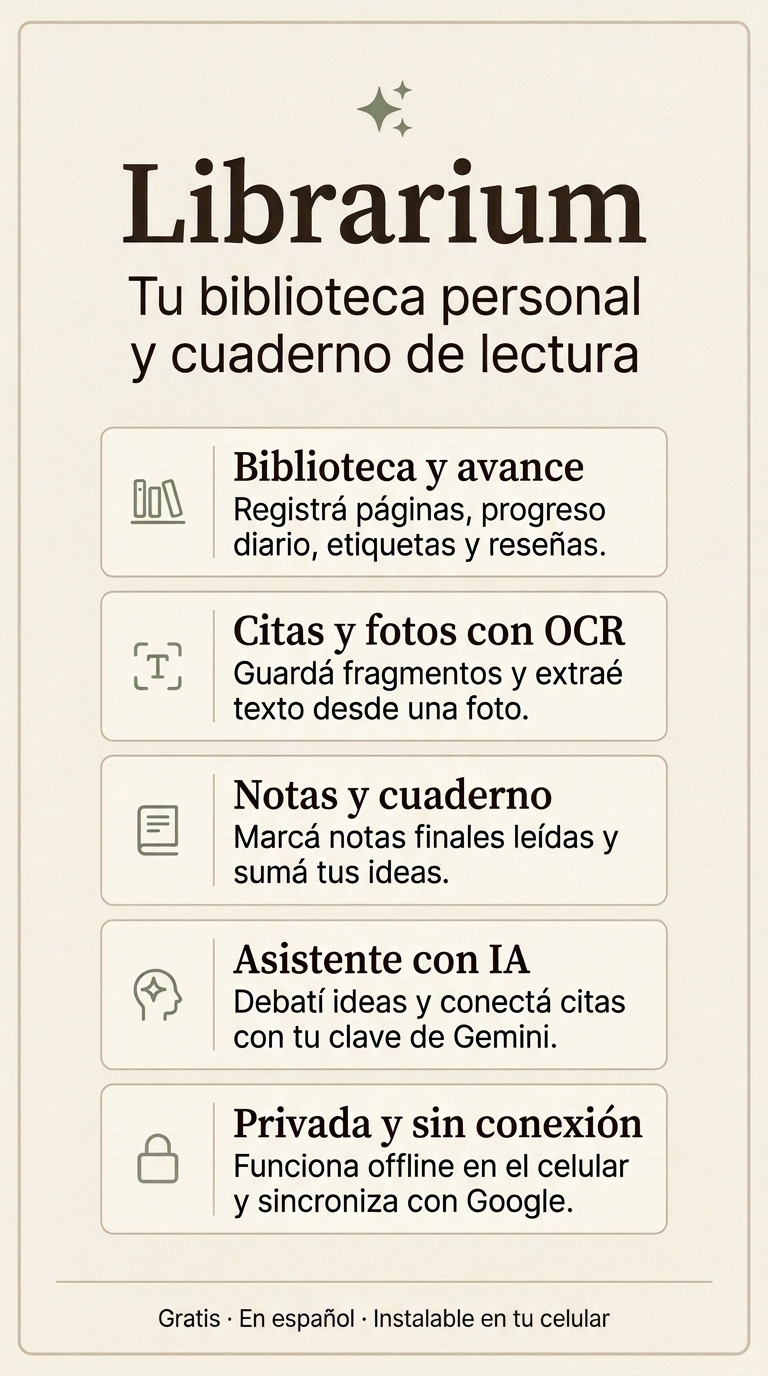 Librarium
Tu biblioteca personal
y cuaderno de lectura
Biblioteca y avance
Registrá páginas, progreso
diario, etiquetas y reseñas.
T
Citas y fotos con OCR
Guardá fragmentos y extraé
texto desde una foto.
Notas y cuaderno
Marcá notas finales leídas y
sumá tus ideas.
Asistente con IA
Debatí ideas y conectá citas
con tu clave de Gemini.
Privada y sin conexión
Funciona offline en el celular
y sincroniza con Google.
Gratis · En español · Instalable en tu celular